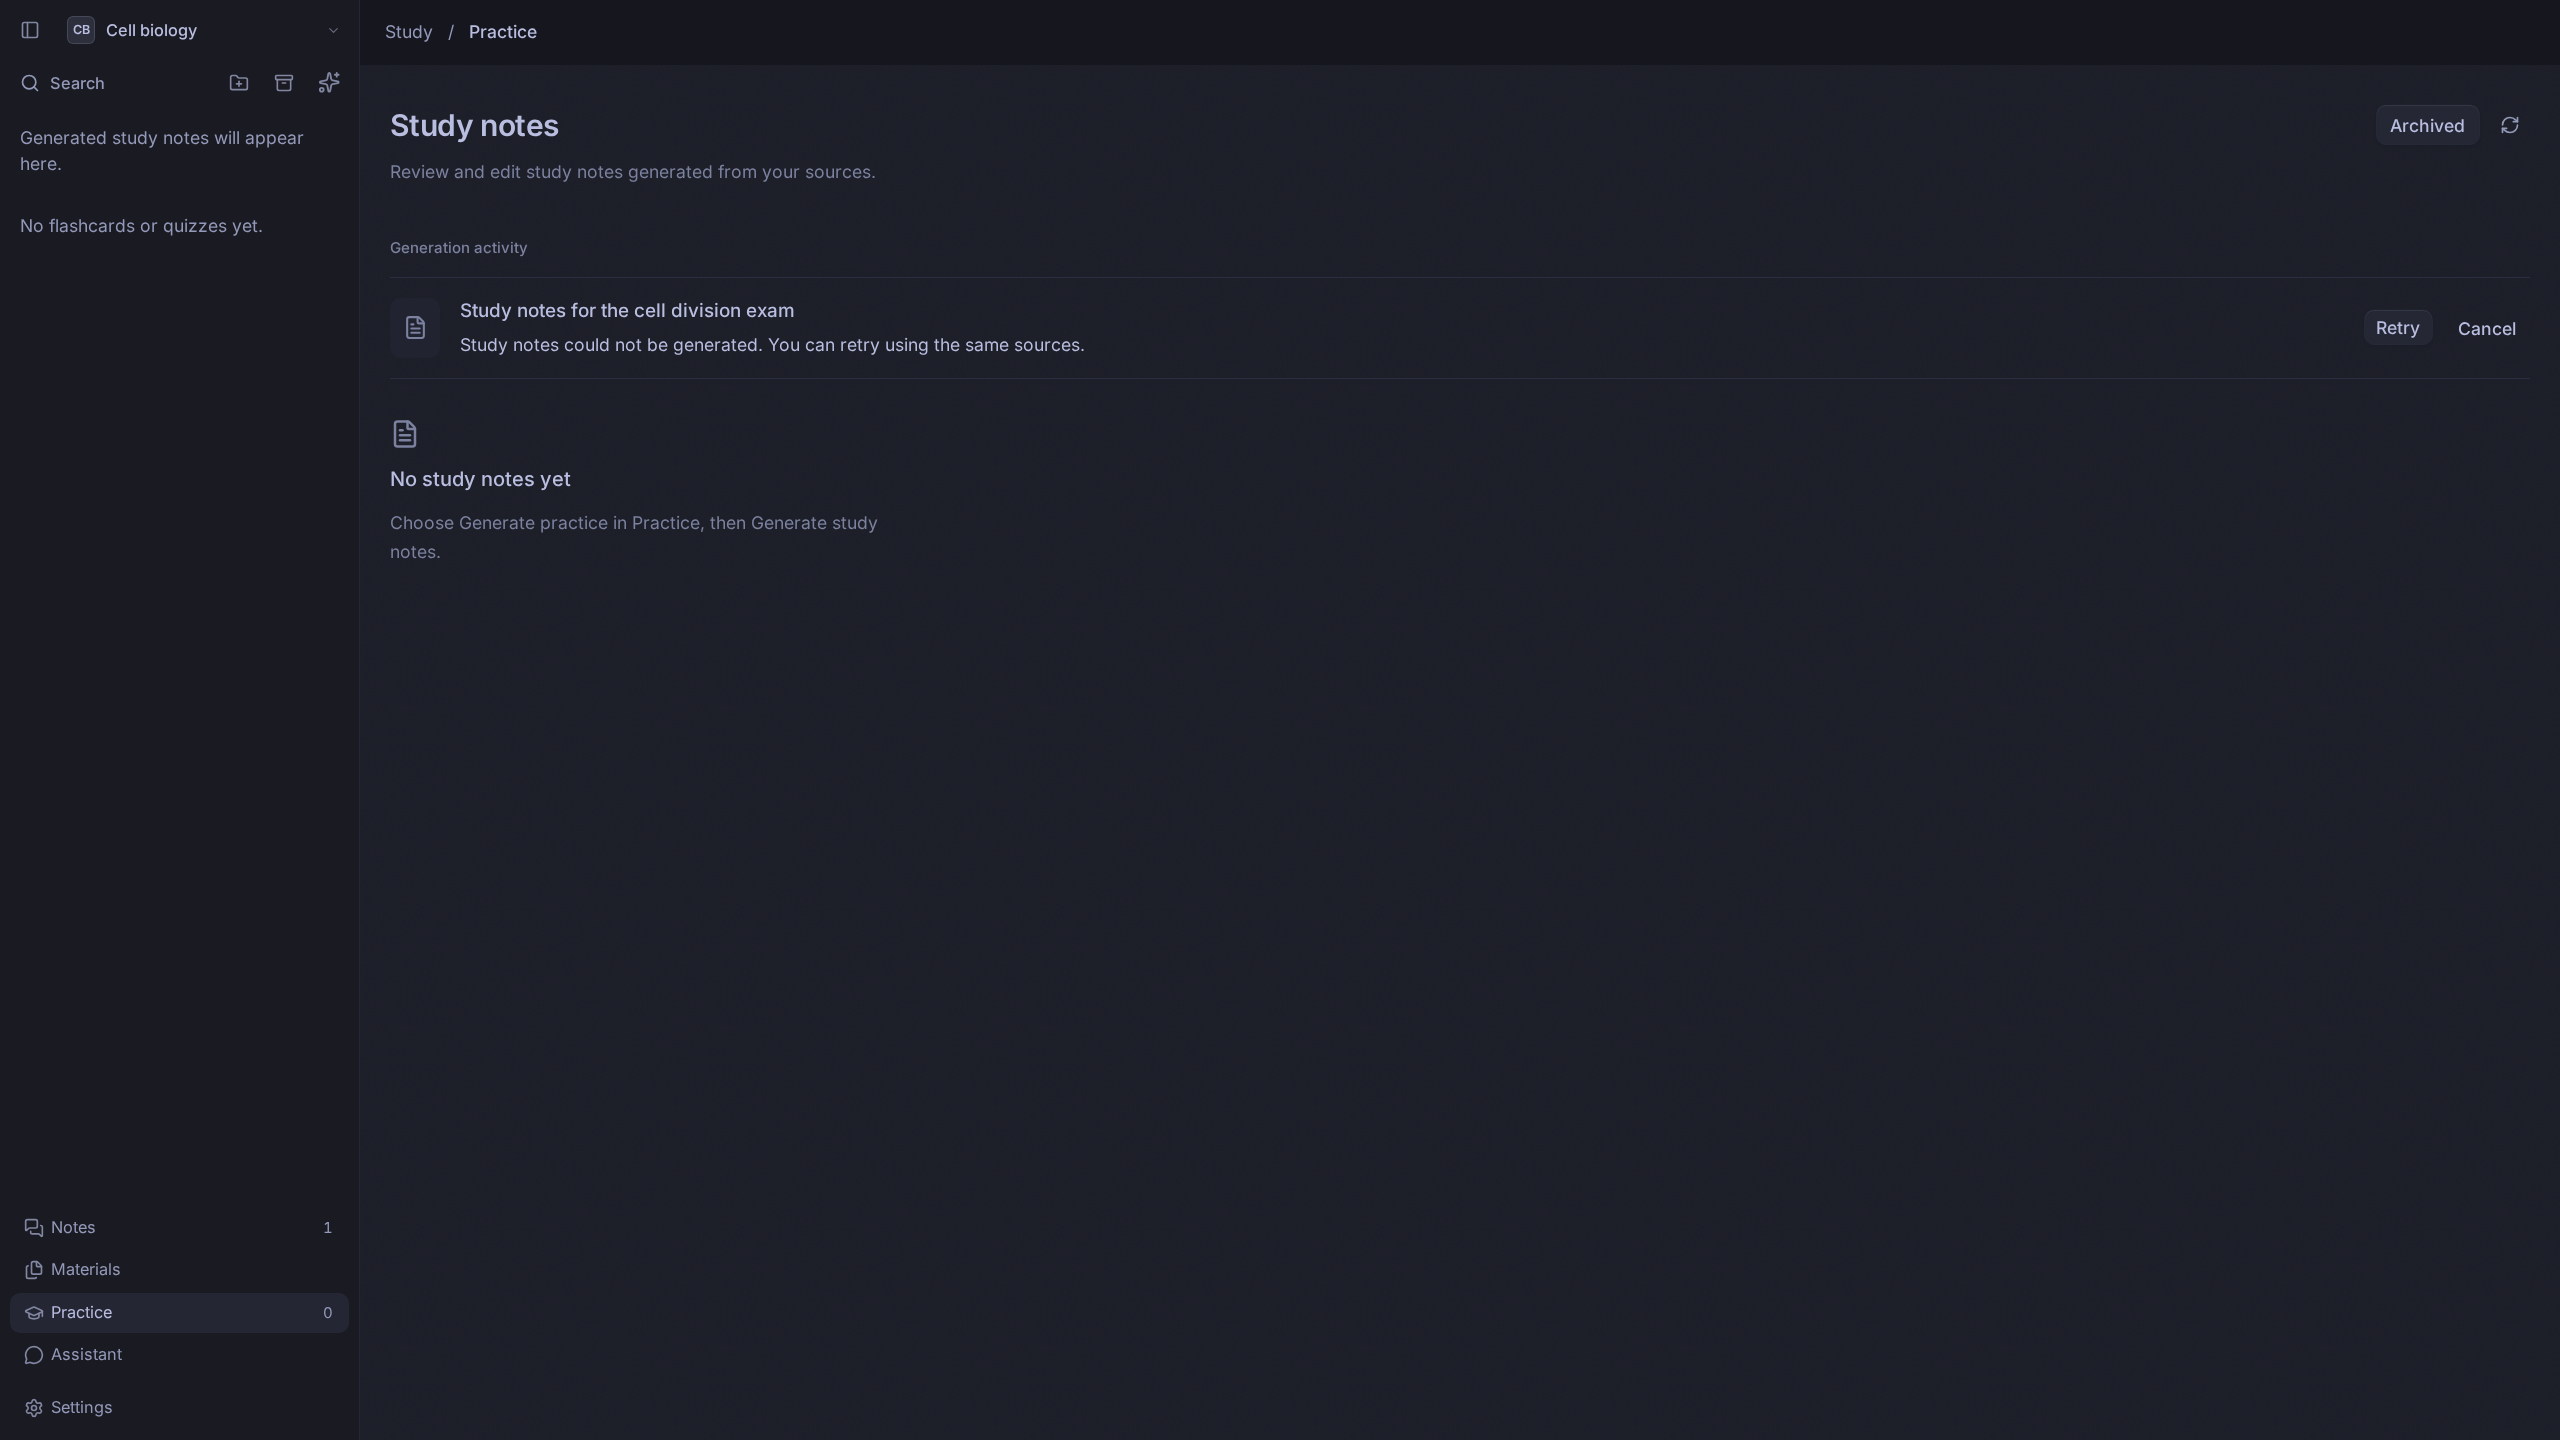 CB Cell biology
Search
Generated study notes will appear
here.
No flashcards or quizzes yet.
Notes 1
Materials
Practice 0
Assistant
Settings
Study / Practice
Study notes
Archived
Review and edit study notes generated from your sources.
Generation activity
Study notes for the cell division exam
Study notes could not be generated. You can retry using the same sources.
Retry
Cancel
No study notes yet
Choose Generate practice in Practice, then Generate study
notes.